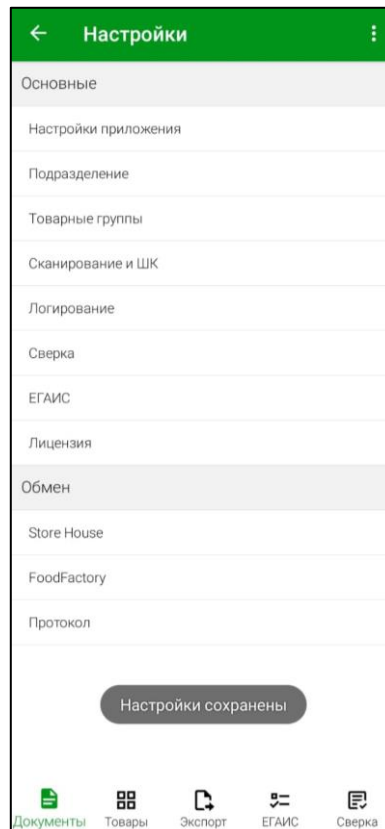 Настройки
Основные
Настройки приложения
Подразделение
Товарные группы
Сканирование и ШК
Логирование
Сверка
ЕГАИС
Лицензия
Обмен
Store House
FoodFactory
Протокол
Настройки сохранены
Документы Товары Экспорт ЕГАИС Сверка